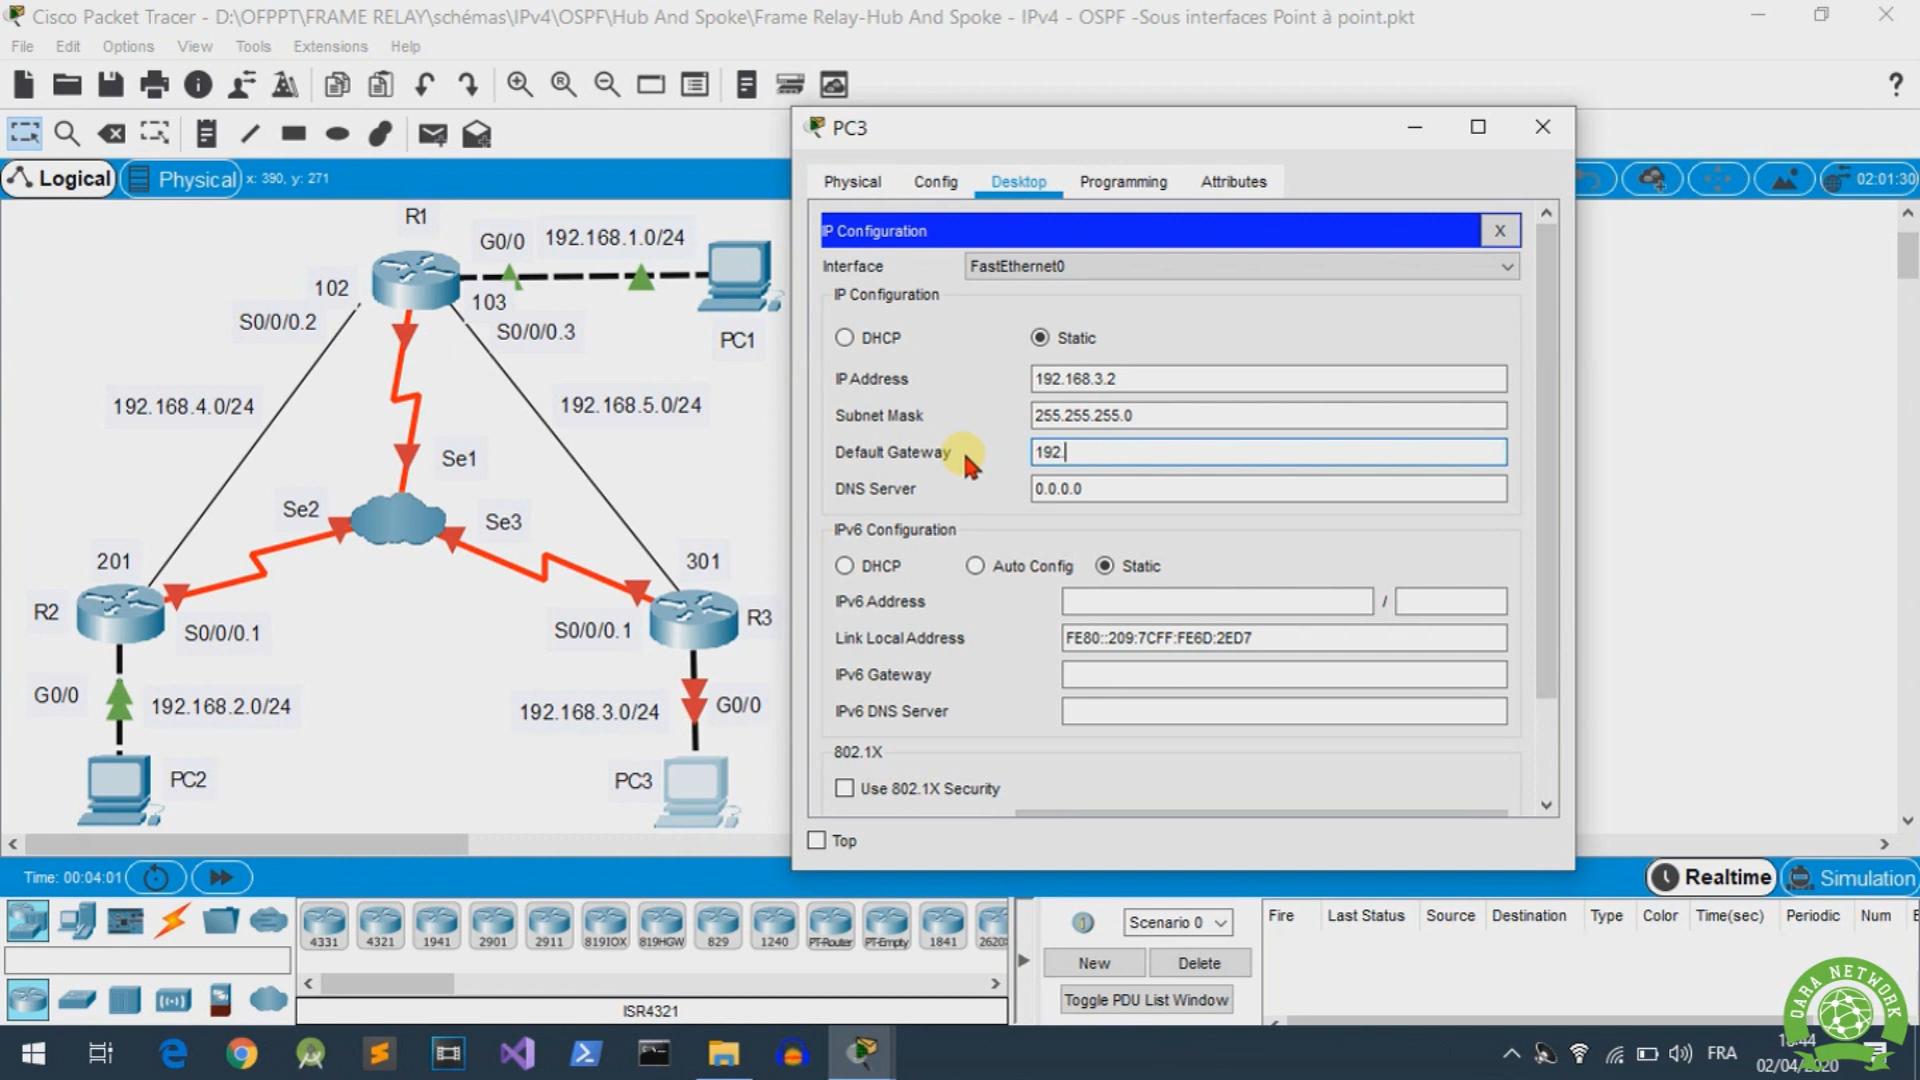 Cisco Packet Tracer - D:\OFPPT\FRAME RELAY\schémas\IPv4\OSPF\Hub And Spoke\Frame Relay-Hub And Spoke - IPv4 - OSPF -Sous interfaces Point à point.pkt
File Edit Options View Tools Extensions Help
?
Logical Physical x: 390, y: 271
02:01:30
R1
G0/0 192.168.1.0/24
102
103
S0/0/0.2
S0/0/0.3
PC1
192.168.4.0/24
192.168.5.0/24
Se1
Se2
Se3
201
301
R2
R3
S0/0/0.1
S0/0/0.1
G0/0
192.168.2.0/24
192.168.3.0/24
G0/0
PC2
PC3
PC3
Physical Config Desktop Programming Attributes
IP Configuration X
Interface FastEthernet0
IP Configuration
DHCP Static
IP Address 192.168.3.2
Subnet Mask 255.255.255.0
Default Gateway 192.
DNS Server 0.0.0.0
IPv6 Configuration
DHCP Auto Config Static
IPv6 Address /
Link Local Address FE80::209:7CFF:FE6D:2ED7
IPv6 Gateway
IPv6 DNS Server
802.1X
Use 802.1X Security
Top
Time: 00:04:01
Realtime Simulation
4331 4321 1941 2901 2911 819IOX 819HGW 829 1240 PT-Router PT-Empty 1841
ISR4321
Scenario 0
New Delete
Toggle PDU List Window
Fire Last Status Source Destination Type Color Time(sec) Periodic Num
OARA NETWORK
FRA
02/04/2020